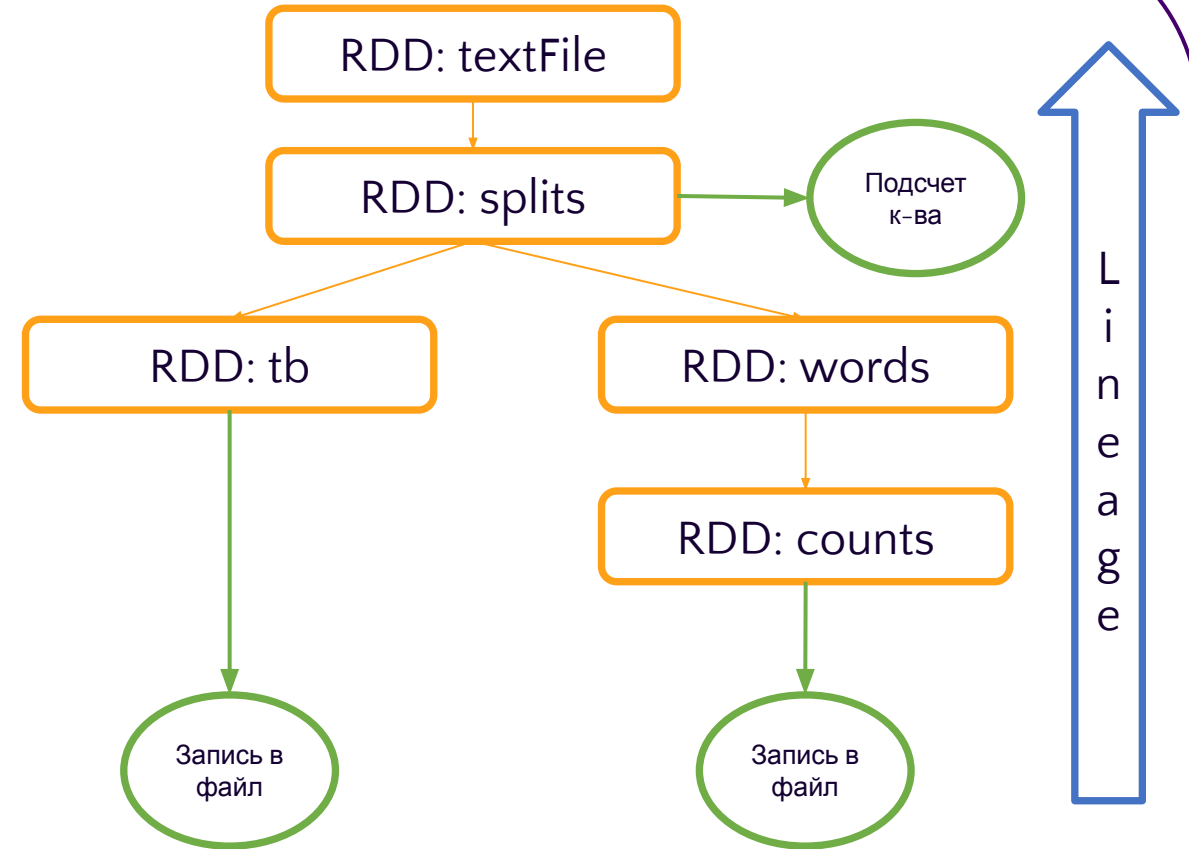 RDD: textFile
RDD: splits
Подсчет
к-ва
RDD: tb
RDD: words
RDD: counts
Запись в
файл
Запись в
файл
L
i
n
e
a
g
e